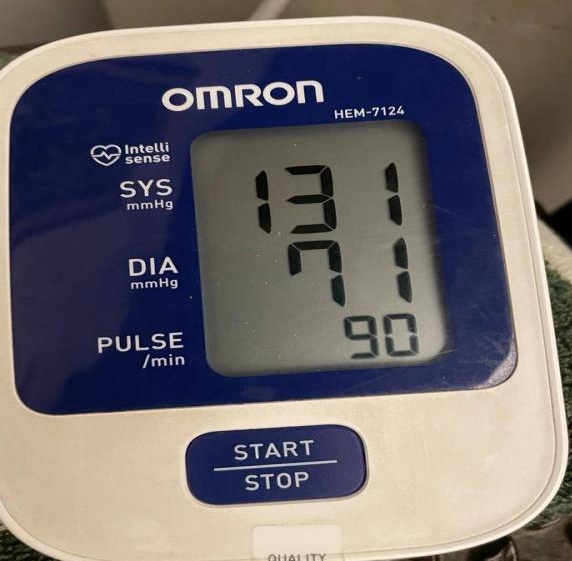 OMRON
HEM-7124
Intelli
sense
SYS
mmHg
131
DIA
mmHg
71
PULSE
/min
90
START
STOP
QUALITY